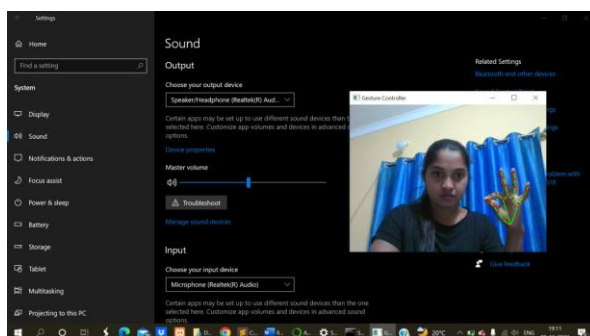 Settings
Home
Sound
Find a setting
Output
Related Settings
Bluetooth and other devices
System
Choose your output device
Speaker/Headphone (Realtek(R) Aud...
Gesture Controller
Display
Certain apps may be set up to use different sound devices than
selected here. Customize app volumes and devices in advanced
options.
Sound
Device properties
Notifications & actions
Master volume
Focus assist
Power & sleep
Troubleshoot
Manage sound devices
Battery
Storage
Input
Tablet
Choose your input device
Give feedback
Microphone (Realtek(R) Audio)
Multitasking
Certain apps may be set up to use different sound devices than the one
selected here. Customize app volumes and devices in advanced sound
options.
Projecting to this PC
20°C
ENG
19:11